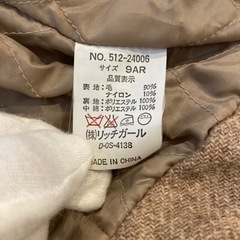 NO. 512-24006
サイズ 9AR
品質表示
表地:毛 90%
ナイロン 10%
裏地:ポリエステル 100%
中綿:ポリエステル 100%
(株)リッチガール
D-OS-4138
MADE IN CHINA